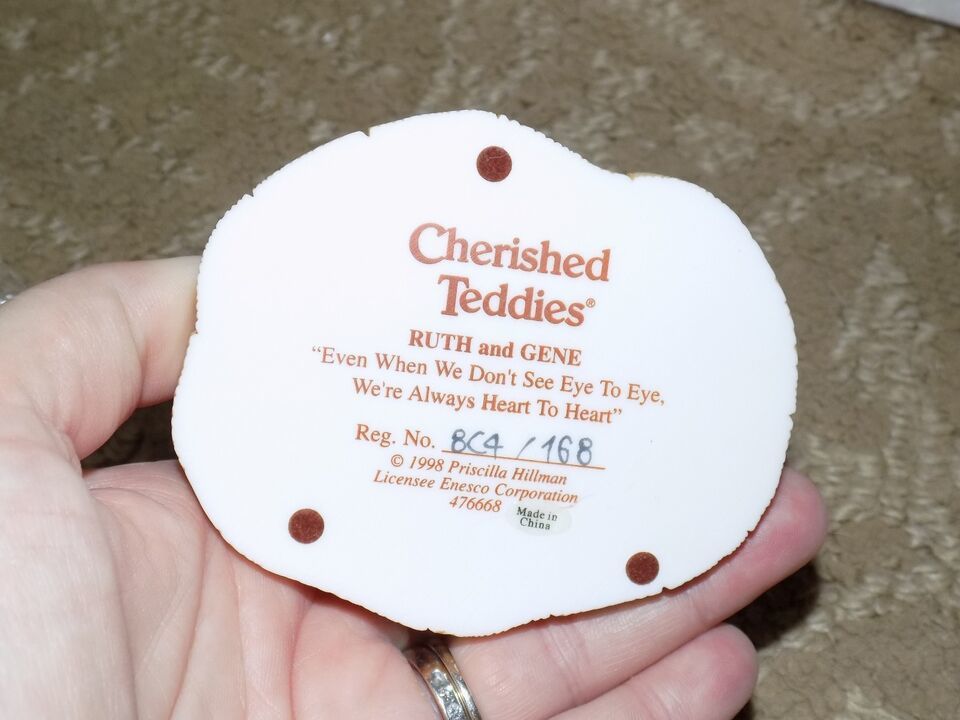 Cherished
Teddies®
RUTH and GENE
“Even When We Don't See Eye To Eye,
We're Always Heart To Heart”
Reg. No. 8C4 / 168
© 1998 Priscilla Hillman
Licensee Enesco Corporation
476668
Made in
China